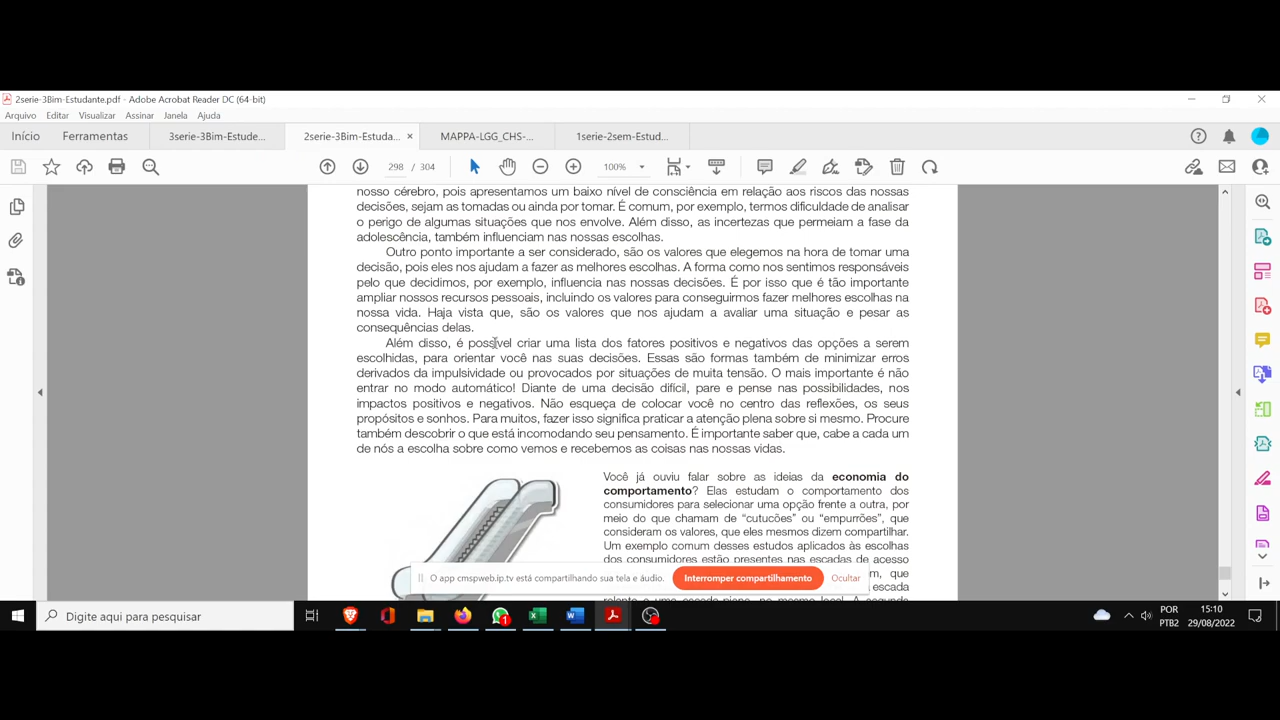 2serie-3Bim-Estudante.pdf - Adobe Acrobat Reader DC (64-bit)
Arquivo Editar Visualizar Assinar Janela Ajuda
Início Ferramentas 3serie-3Bim-Estude... 2serie-3Bim-Estuda... MAPPA-LGG_CHS-... 1serie-2sem-Estud...
298 / 304 100%
nosso cérebro, pois apresentamos um baixo nível de consciência em relação aos riscos das nossas
decisões, sejam as tomadas ou ainda por tomar. É comum, por exemplo, termos dificuldade de analisar
o perigo de algumas situações que nos envolve. Além disso, as incertezas que permeiam a fase da
adolescência, também influenciam nas nossas escolhas.
Outro ponto importante a ser considerado, são os valores que elegemos na hora de tomar uma
decisão, pois eles nos ajudam a fazer as melhores escolhas. A forma como nos sentimos responsáveis
pelo que decidimos, por exemplo, influencia nas nossas decisões. É por isso que é tão importante
ampliar nossos recursos pessoais, incluindo os valores para conseguirmos fazer melhores escolhas na
nossa vida. Haja vista que, são os valores que nos ajudam a avaliar uma situação e pesar as
consequências delas.
Além disso, é possível criar uma lista dos fatores positivos e negativos das opções a serem
escolhidas, para orientar você nas suas decisões. Essas são formas também de minimizar erros
derivados da impulsividade ou provocados por situações de muita tensão. O mais importante é não
entrar no modo automático! Diante de uma decisão difícil, pare e pense nas possibilidades, nos
impactos positivos e negativos. Não esqueça de colocar você no centro das reflexões, os seus
propósitos e sonhos. Para muitos, fazer isso significa praticar a atenção plena sobre si mesmo. Procure
também descobrir o que está incomodando seu pensamento. É importante saber que, cabe a cada um
de nós a escolha sobre como vemos e recebemos as coisas nas nossas vidas.
Você já ouviu falar sobre as ideias da economia do
comportamento? Elas estudam o comportamento dos
consumidores para selecionar uma opção frente a outra, por
meio do que chamam de “cutucões” ou “empurrões”, que
consideram os valores, que eles mesmos dizem compartilhar.
Um exemplo comum desses estudos aplicados às escolhas
dos consumidores estão presentes nas escadas de acesso
m, que
escada
O app cmspweb.ip.tv está compartilhando sua tela e áudio. Interromper compartilhamento Ocultar
Digite aqui para pesquisar
1
POR
PTB2
15:10
29/08/2022